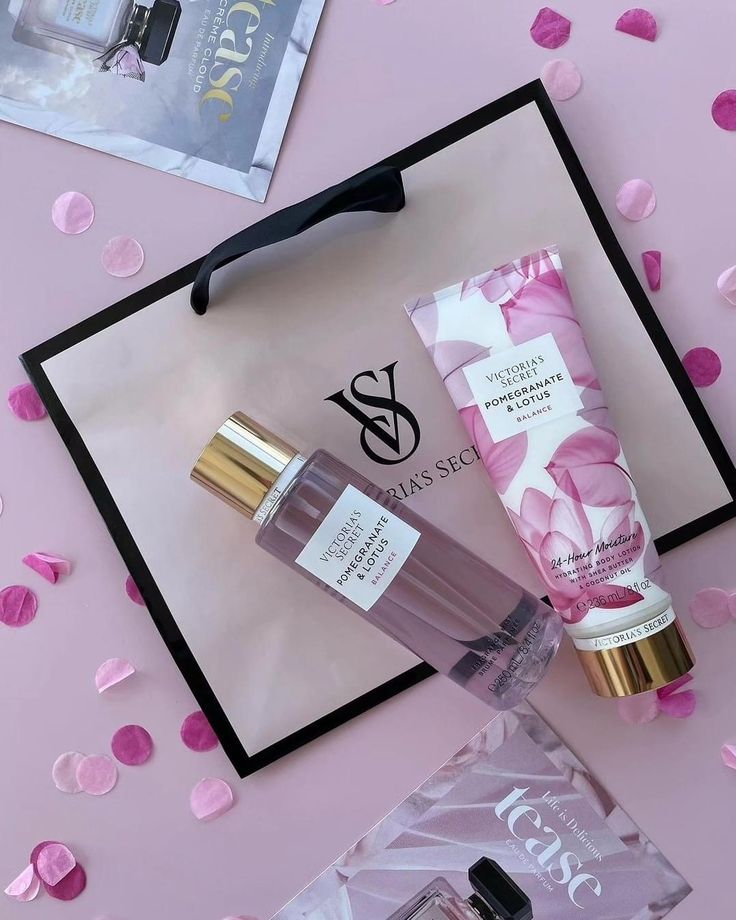 Introducing
tease
CRÈME CLOUD
EAU DE PARFUM
VS
VICTORIA'S
SECRET
POMEGRANATE
& LOTUS
BALANCE
24-Hour Moisture
HYDRATING BODY LOTION
WITH SHEA BUTTER
& COCONUT OIL
236 mL/8 fl oz
VICTORIA'S SECRET
VICTORIA'S
SECRET
POMEGRANATE
& LOTUS
BALANCE
250 mL/8.4 fl oz
Life is Delicious
tease
EAU DE PARFUM